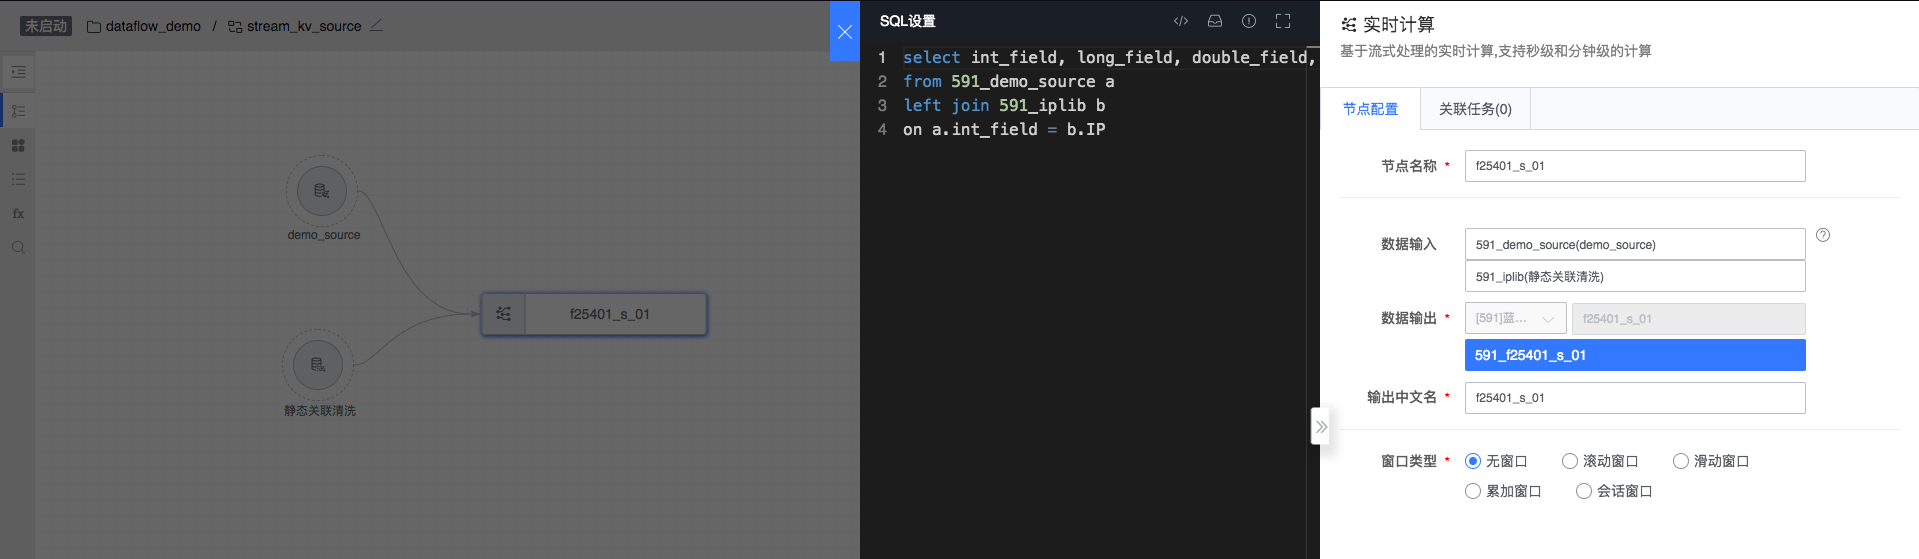 未启动 dataflow_demo / stream_kv_source
fx
demo_source
f25401_s_01
静态关联清洗
SQL设置
1 select int_field, long_field, double_field,
2 from 591_demo_source a
3 left join 591_iplib b
4 on a.int_field = b.IP
实时计算
基于流式处理的实时计算,支持秒级和分钟级的计算
节点配置 关联任务(0)
节点名称 * f25401_s_01
数据输入 591_demo_source(demo_source)
591_iplib(静态关联清洗)
数据输出 * [591]蓝... f25401_s_01
591_f25401_s_01
输出中文名 * f25401_s_01
窗口类型 * 无窗口 滚动窗口 滑动窗口
累加窗口 会话窗口